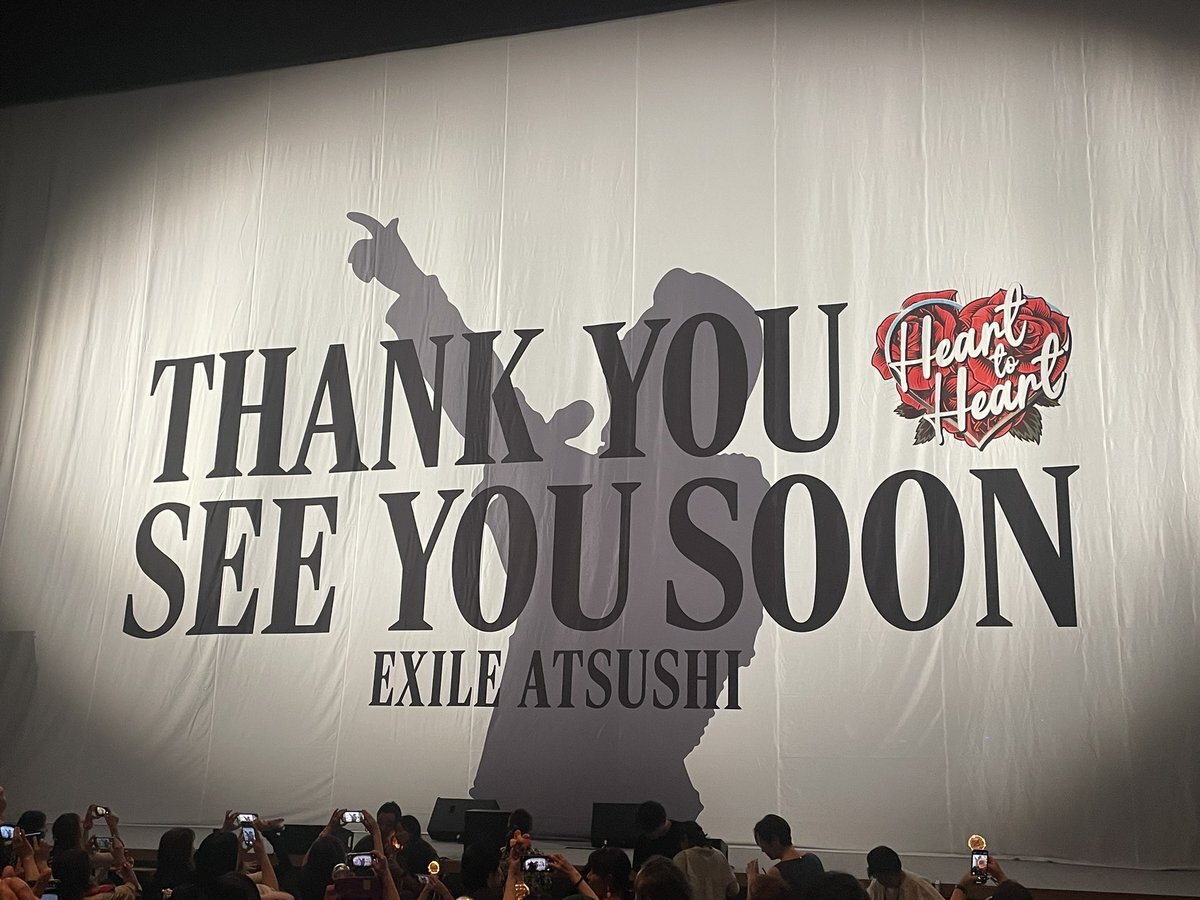 THANK YOU
Heart
to
Heart
SEE YOU SOON
EXILE ATSUSHI